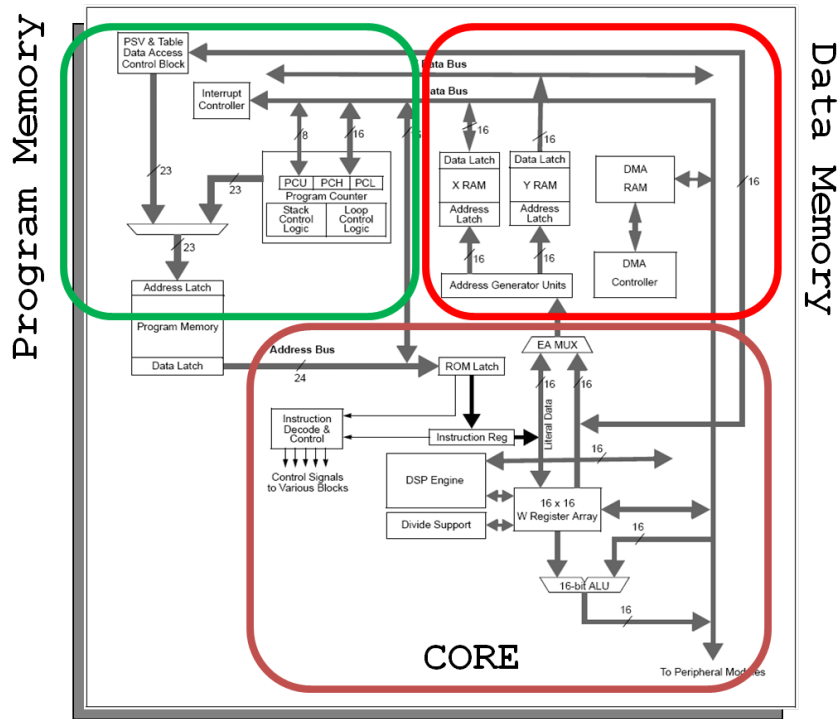 Program Memory
Data Memory
PSV & Table
Data Access
Control Block
Data Bus
Interrupt
Controller
Data Bus
8
16
16
16
23
23
PCU PCH PCL
Program Counter
Stack
Control
Logic
Loop
Control
Logic
Data Latch
X RAM
Address
Latch
Data Latch
Y RAM
Address
Latch
DMA
RAM
16
23
16
16
Address Latch
Program Memory
Data Latch
Address Generator Units
DMA
Controller
EA MUX
Address Bus
24
ROM Latch
16
16
Literal Data
Instruction
Decode &
Control
Instruction Reg
Control Signals
to Various Blocks
DSP Engine
16
16 x 16
W Register Array
Divide Support
16
16-bit ALU
16
CORE
To Peripheral Modules